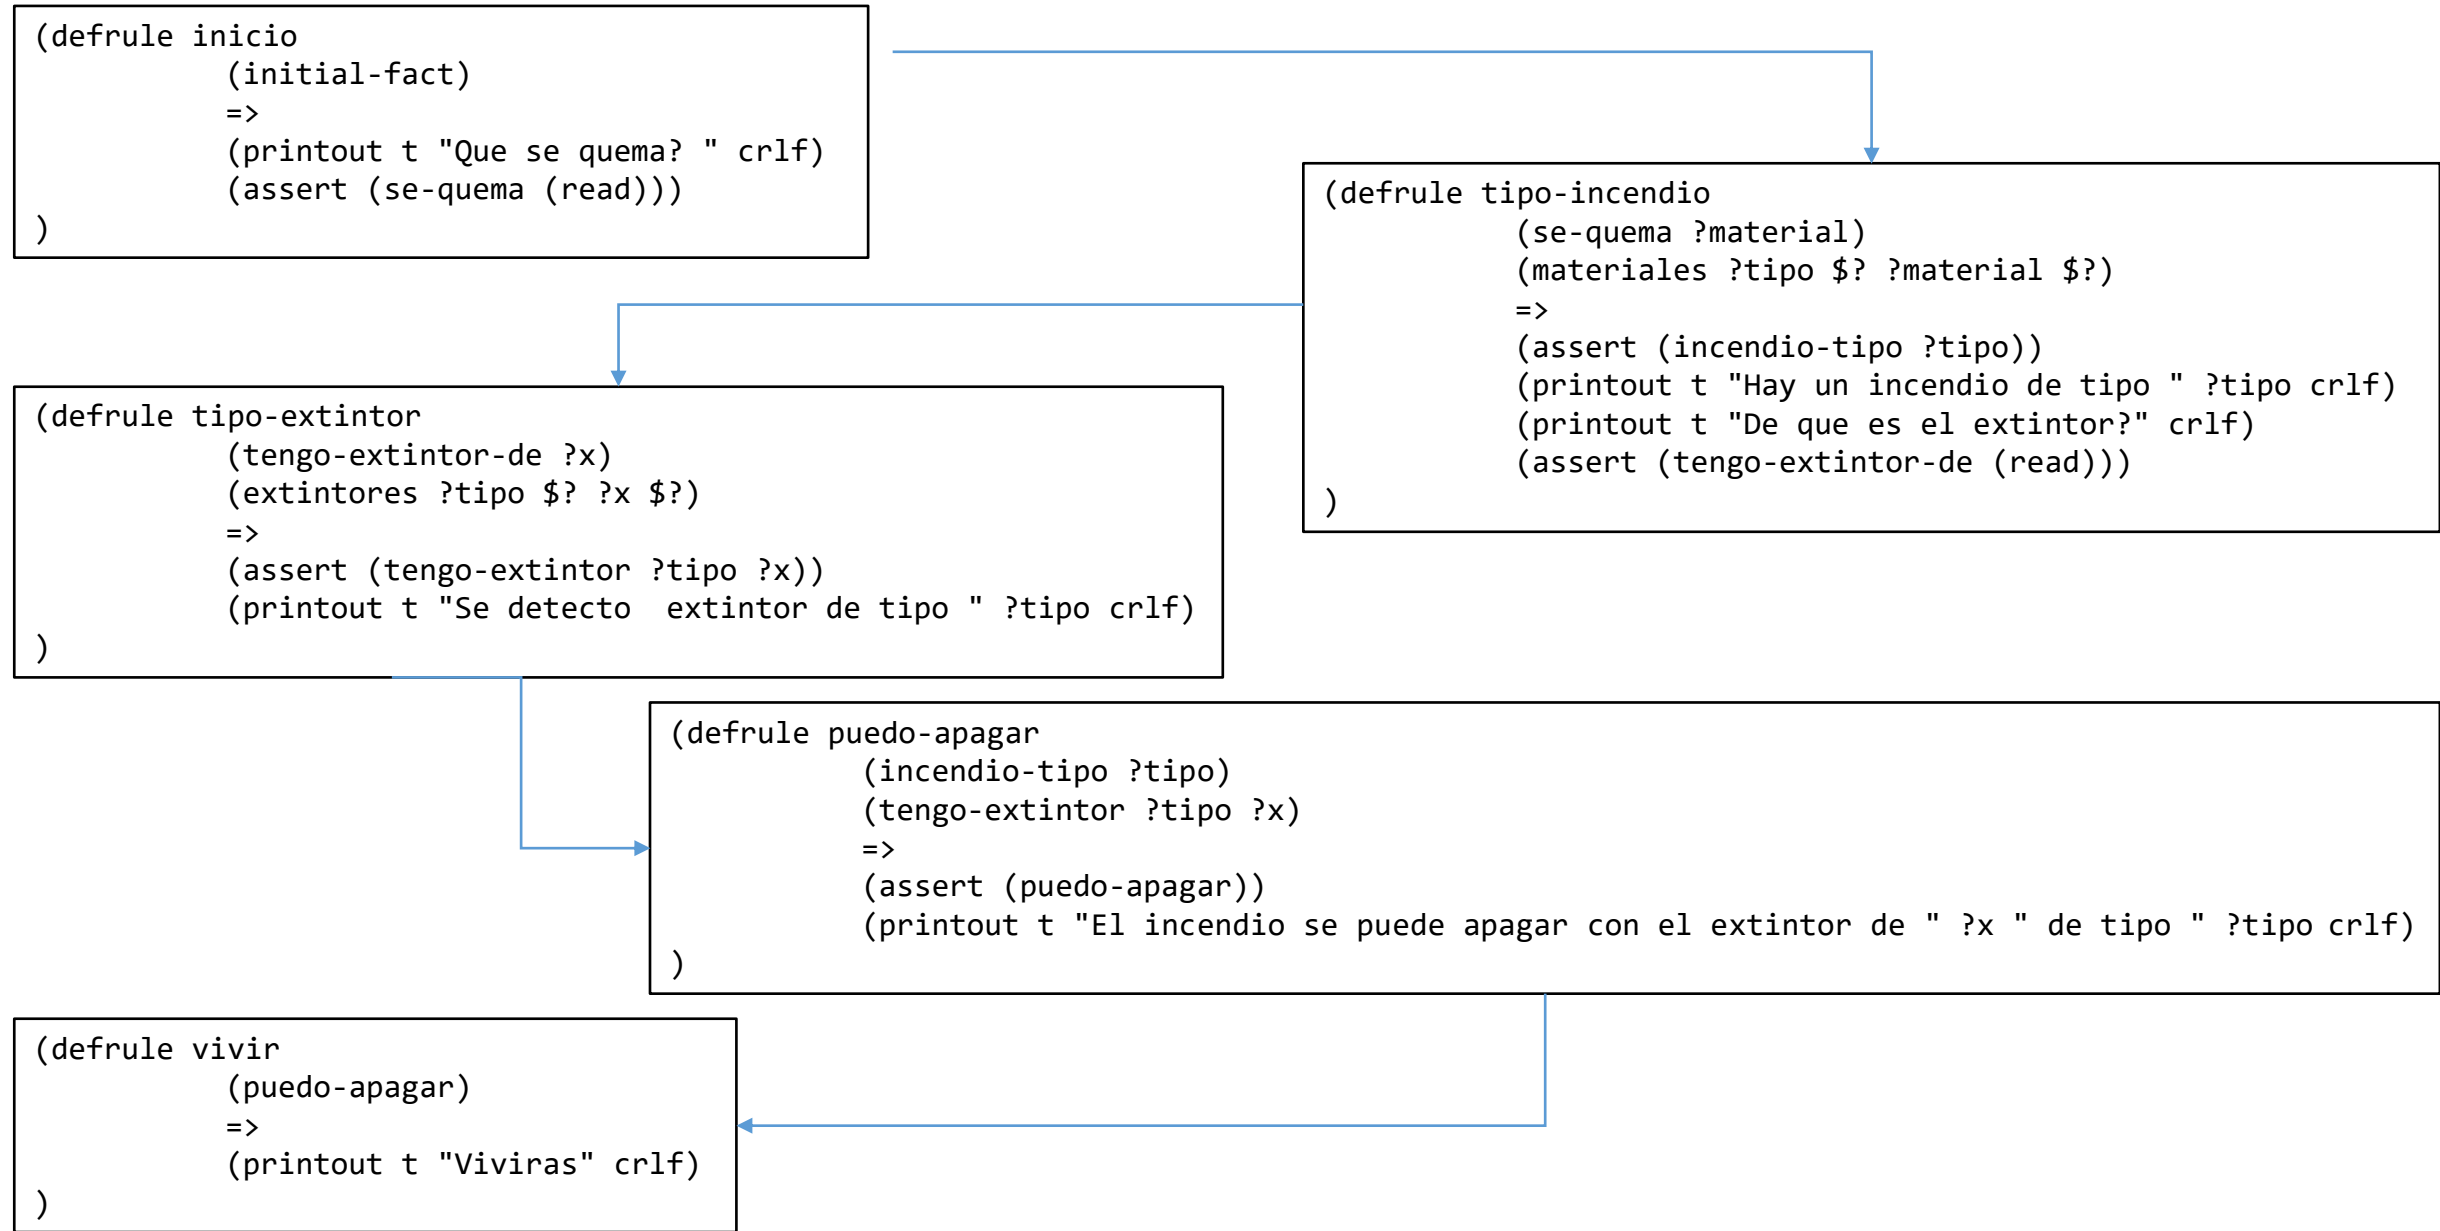 (defrule inicio
(initial-fact)
=>
(printout t "Que se quema? " crlf)
(assert (se-quema (read)))
)
(defrule tipo-incendio
(se-quema ?material)
(materiales ?tipo $? ?material $?)
=>
(assert (incendio-tipo ?tipo))
(printout t "Hay un incendio de tipo " ?tipo crlf)
(printout t "De que es el extintor?" crlf)
(assert (tengo-extintor-de (read)))
)
(defrule tipo-extintor
(tengo-extintor-de ?x)
(extintores ?tipo $? ?x $?)
=>
(assert (tengo-extintor ?tipo ?x))
(printout t "Se detecto  extintor de tipo " ?tipo crlf)
)
(defrule puedo-apagar
(incendio-tipo ?tipo)
(tengo-extintor ?tipo ?x)
=>
(assert (puedo-apagar))
(printout t "El incendio se puede apagar con el extintor de " ?x " de tipo " ?tipo crlf)
)
(defrule vivir
(puedo-apagar)
=>
(printout t "Viviras" crlf)
)